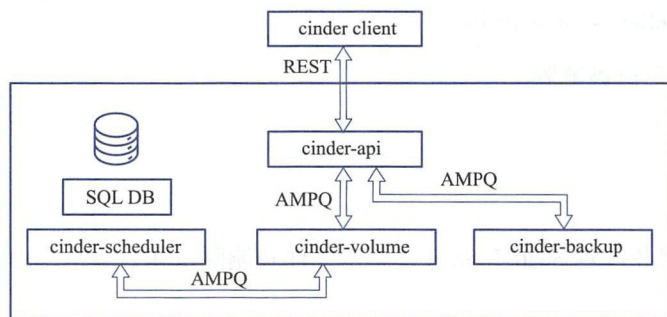 cinder client
REST
cinder-api
AMPQ
AMPQ
SQL DB
cinder-scheduler
cinder-volume
cinder-backup
AMPQ